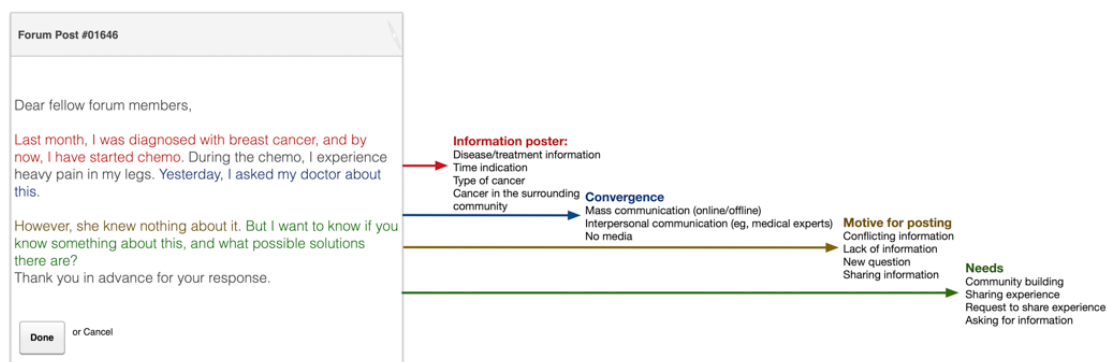 Forum Post #01646
Dear fellow forum members,
Last month, I was diagnosed with breast cancer, and by
now, I have started chemo. During the chemo, I experience
heavy pain in my legs. Yesterday, I asked my doctor about
this.
However, she knew nothing about it. But I want to know if you
know something about this, and what possible solutions
there are?
Thank you in advance for your response.
Done
or Cancel
Information poster:
Disease/treatment information
Time indication
Type of cancer
Cancer in the surrounding
community
Convergence
Mass communication (online/offline)
Interpersonal communication (eg, medical experts)
No media
Motive for posting
Conflicting information
Lack of information
New question
Sharing information
Needs
Community building
Sharing experience
Request to share experience
Asking for information